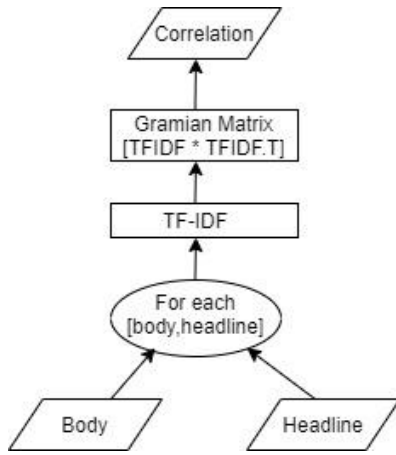 Correlation
Gramian Matrix
[TFIDF * TFIDF.T]
TF-IDF
For each
[body,headline]
Body
Headline